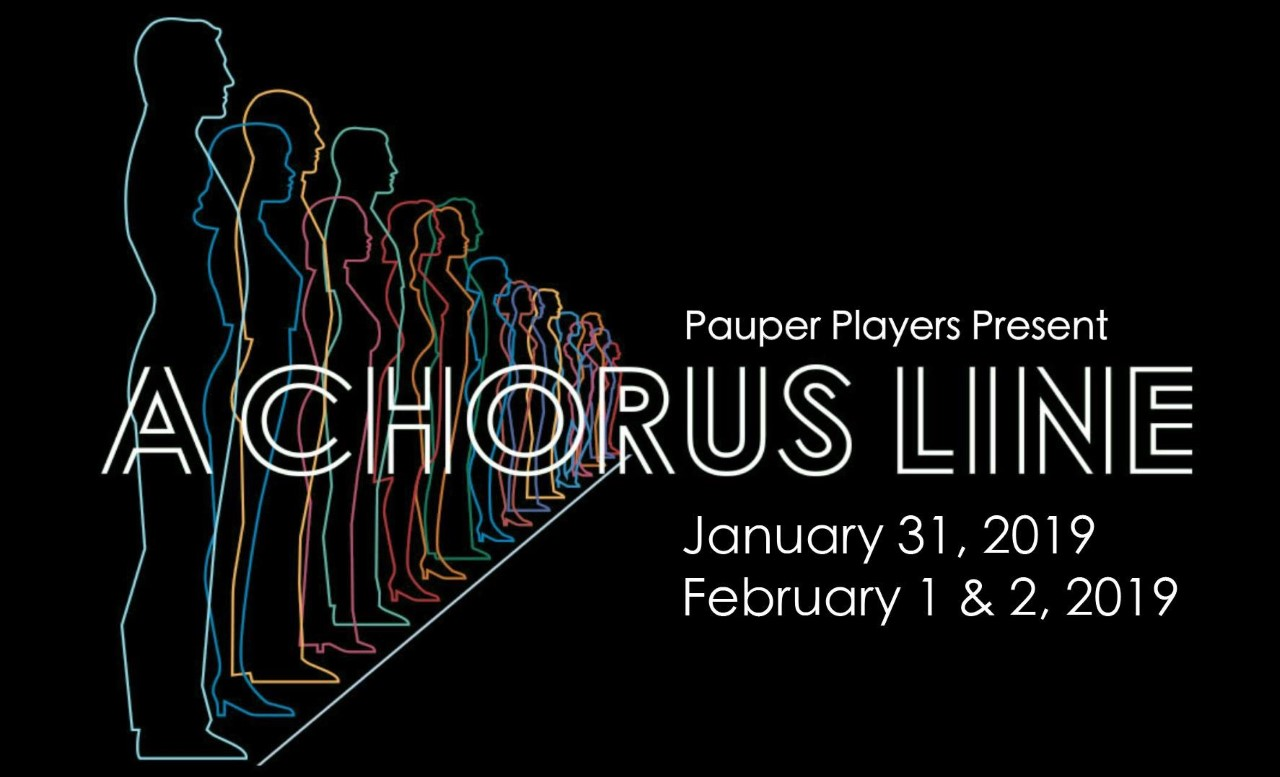 Pauper Players Present
A CHORUS LINE
January 31, 2019
February 1 & 2, 2019